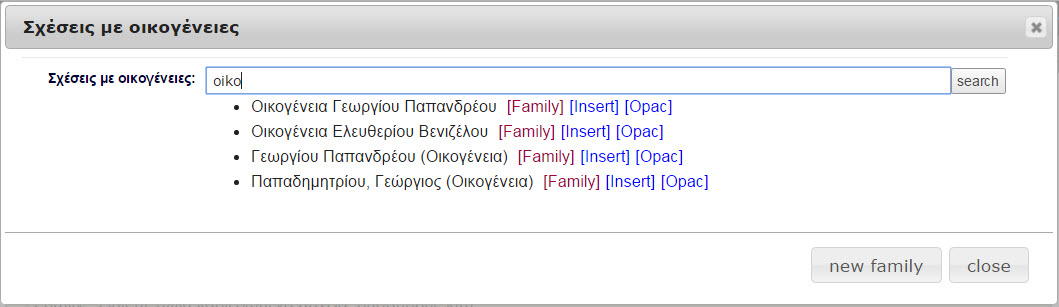 Σχέσεις με οικογένειες
Σχέσεις με οικογένειες: οίκο search
Οικογένεια Γεωργίου Παπανδρέου [Family] [Insert] [Opac]
Οικογένεια Ελευθερίου Βενιζέλου [Family] [Insert] [Opac]
Γεωργίου Παπανδρέου (Οικογένεια) [Family] [Insert] [Opac]
Παπαδημητρίου, Γεώργιος (Οικογένεια) [Family] [Insert] [Opac]
new family close